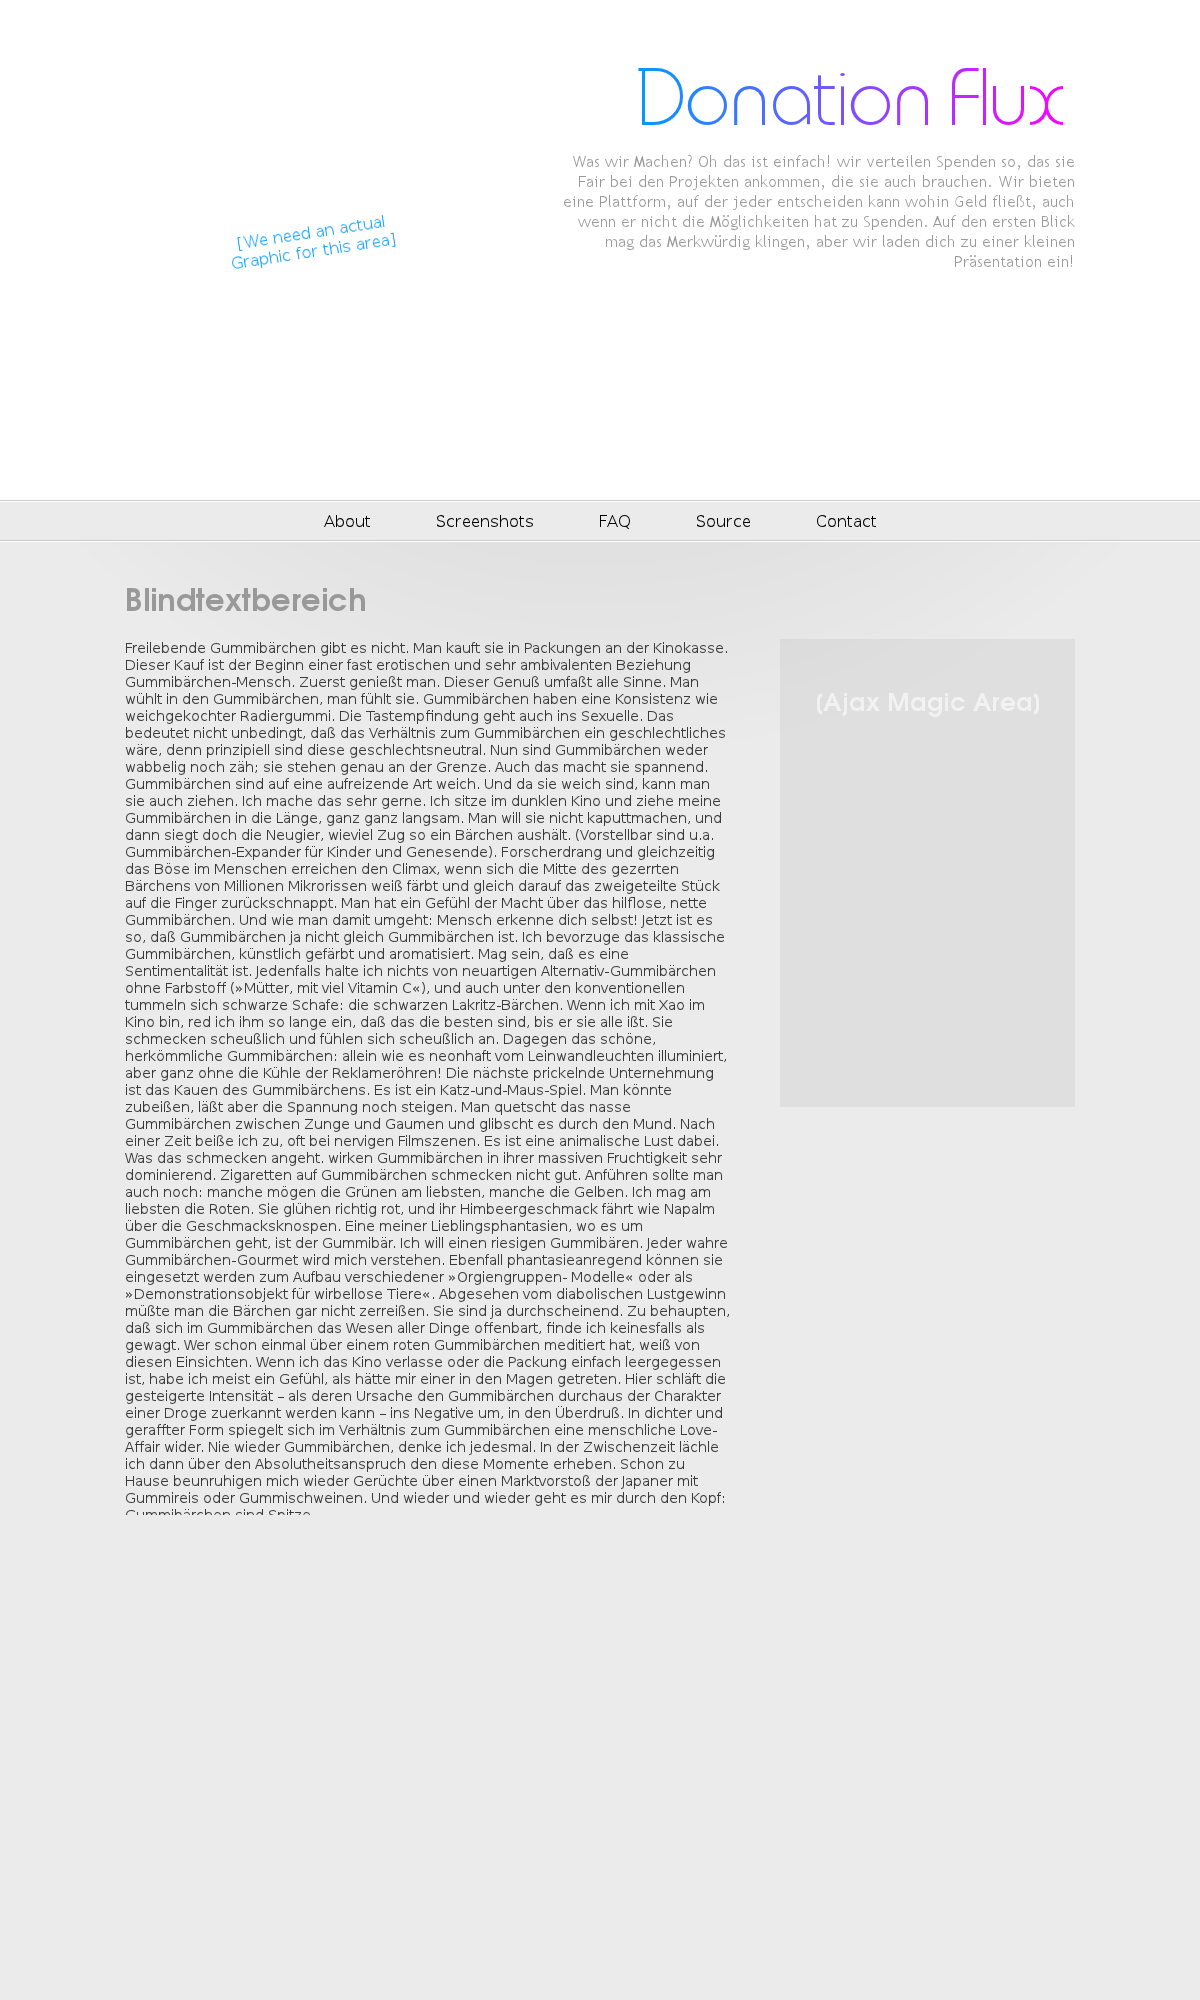 Donation Flux
Was wir Machen? Oh das ist einfach! wir verteilen Spenden so, das sie
Fair bei den Projekten ankommen, die sie auch brauchen. Wir bieten
eine Plattform, auf der jeder entscheiden kann wohin Geld fließt, auch
wenn er nicht die Möglichkeiten hat zu Spenden. Auf den ersten Blick
mag das Merkwürdig klingen, aber wir laden dich zu einer kleinen
Präsentation ein!
[We need an actual
Graphic for this area]
About Screenshots FAQ Source Contact
Blindtextbereich
Freilebende Gummibärchen gibt es nicht. Man kauft sie in Packungen an der Kinokasse.
Dieser Kauf ist der Beginn einer fast erotischen und sehr ambivalenten Beziehung
Gummibärchen-Mensch. Zuerst genießt man. Dieser Genuß umfaßt alle Sinne. Man
wühlt in den Gummibärchen, man fühlt sie. Gummibärchen haben eine Konsistenz wie
weichgekochter Radiergummi. Die Tastempfindung geht auch ins Sexuelle. Das
bedeutet nicht unbedingt, daß das Verhältnis zum Gummibärchen ein geschlechtliches
wäre, denn prinzipiell sind diese geschlechtsneutral. Nun sind Gummibärchen weder
wabbelig noch zäh; sie stehen genau an der Grenze. Auch das macht sie spannend.
Gummibärchen sind auf eine aufreizende Art weich. Und da sie weich sind, kann man
sie auch ziehen. Ich mache das sehr gerne. Ich sitze im dunklen Kino und ziehe meine
Gummibärchen in die Länge, ganz ganz langsam. Man will sie nicht kaputtmachen, und
dann siegt doch die Neugier, wieviel Zug so ein Bärchen aushält. (Vorstellbar sind u.a.
Gummibärchen-Expander für Kinder und Genesende). Forscherdrang und gleichzeitig
das Böse im Menschen erreichen den Climax, wenn sich die Mitte des gezerrten
Bärchens von Millionen Mikrorissen weiß färbt und gleich darauf das zweigeteilte Stück
auf die Finger zurückschnappt. Man hat ein Gefühl der Macht über das hilflose, nette
Gummibärchen. Und wie man damit umgeht: Mensch erkenne dich selbst! Jetzt ist es
so, daß Gummibärchen ja nicht gleich Gummibärchen ist. Ich bevorzuge das klassische
Gummibärchen, künstlich gefärbt und aromatisiert. Mag sein, daß es eine
Sentimentalität ist. Jedenfalls halte ich nichts von neuartigen Alternativ-Gummibärchen
ohne Farbstoff (»Mütter, mit viel Vitamin C«), und auch unter den konventionellen
tummeln sich schwarze Schafe: die schwarzen Lakritz-Bärchen. Wenn ich mit Xao im
Kino bin, red ich ihm so lange ein, daß das die besten sind, bis er sie alle ißt. Sie
schmecken scheußlich und fühlen sich scheußlich an. Dagegen das schöne,
herkömmliche Gummibärchen: allein wie es neonhaft vom Leinwandleuchten illuminiert,
aber ganz ohne die Kühle der Reklameröhren! Die nächste prickelnde Unternehmung
ist das Kauen des Gummibärchens. Es ist ein Katz-und-Maus-Spiel. Man könnte
zubeißen, läßt aber die Spannung noch steigen. Man quetscht das nasse
Gummibärchen zwischen Zunge und Gaumen und glibscht es durch den Mund. Nach
einer Zeit beiße ich zu, oft bei nervigen Filmszenen. Es ist eine animalische Lust dabei.
Was das schmecken angeht. wirken Gummibärchen in ihrer massiven Fruchtigkeit sehr
dominierend. Zigaretten auf Gummibärchen schmecken nicht gut. Anführen sollte man
auch noch: manche mögen die Grünen am liebsten, manche die Gelben. Ich mag am
liebsten die Roten. Sie glühen richtig rot, und ihr Himbeergeschmack fährt wie Napalm
über die Geschmacksknospen. Eine meiner Lieblingsphantasien, wo es um
Gummibärchen geht, ist der Gummibär. Ich will einen riesigen Gummibären. Jeder wahre
Gummibärchen-Gourmet wird mich verstehen. Ebenfall phantasieanregend können sie
eingesetzt werden zum Aufbau verschiedener »Orgiengruppen- Modelle« oder als
»Demonstrationsobjekt für wirbellose Tiere«. Abgesehen vom diabolischen Lustgewinn
müßte man die Bärchen gar nicht zerreißen. Sie sind ja durchscheinend. Zu behaupten,
daß sich im Gummibärchen das Wesen aller Dinge offenbart, finde ich keinesfalls als
gewagt. Wer schon einmal über einem roten Gummibärchen meditiert hat, weiß von
diesen Einsichten. Wenn ich das Kino verlasse oder die Packung einfach leergegessen
ist, habe ich meist ein Gefühl, als hätte mir einer in den Magen getreten. Hier schläft die
gesteigerte Intensität – als deren Ursache den Gummibärchen durchaus der Charakter
einer Droge zuerkannt werden kann – ins Negative um, in den Überdruß. In dichter und
geraffter Form spiegelt sich im Verhältnis zum Gummibärchen eine menschliche Love-
Affair wider. Nie wieder Gummibärchen, denke ich jedesmal. In der Zwischenzeit lächle
ich dann über den Absolutheitsanspruch den diese Momente erheben. Schon zu
Hause beunruhigen mich wieder Gerüchte über einen Marktvorstoß der Japaner mit
Gummireis oder Gummischweinen. Und wieder und wieder geht es mir durch den Kopf:
Gummibärchen sind Spitze
(Ajax Magic Area)